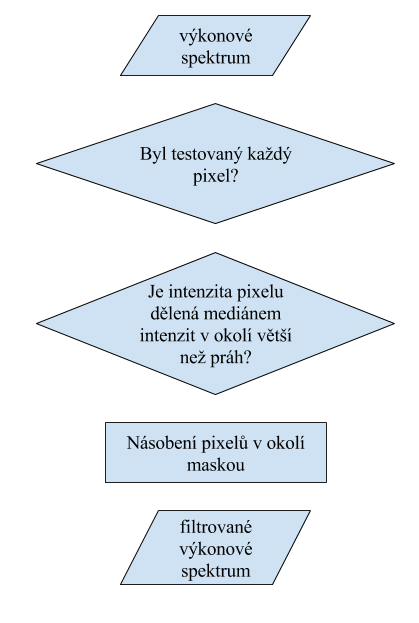 výkonové
spektrum
Byl testovaný každý
pixel?
Je intenzita pixelu
dělená mediánem
intenzit v okolí větší
než práh?
Násobení pixelů v okolí
maskou
filtrované
výkonové
spektrum